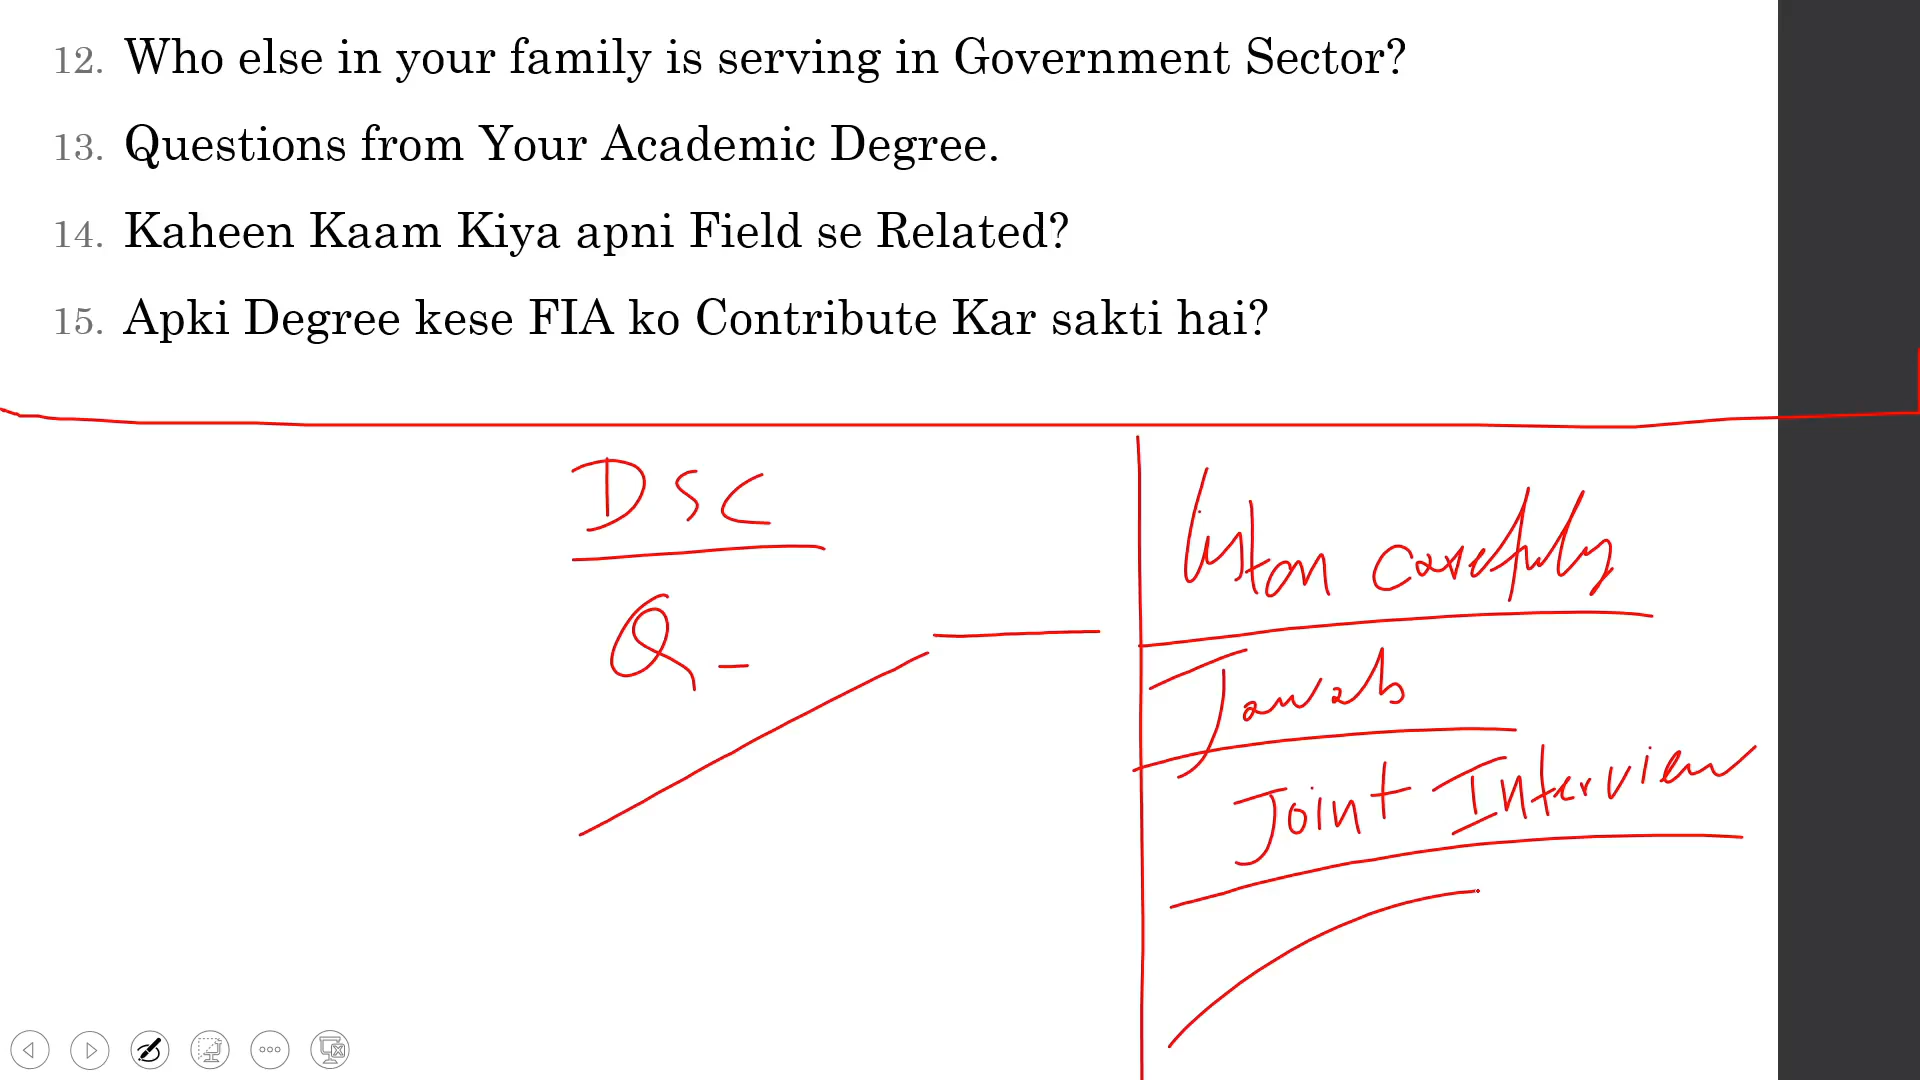 12. Who else in your family is serving in Government Sector?
13. Questions from Your Academic Degree.
14. Kaheen Kaam Kiya apni Field se Related?
15. Apki Degree kese FIA ko Contribute Kar sakti hai?
DSC
Q -
Liston carefuly
Jawab
Joint Interview